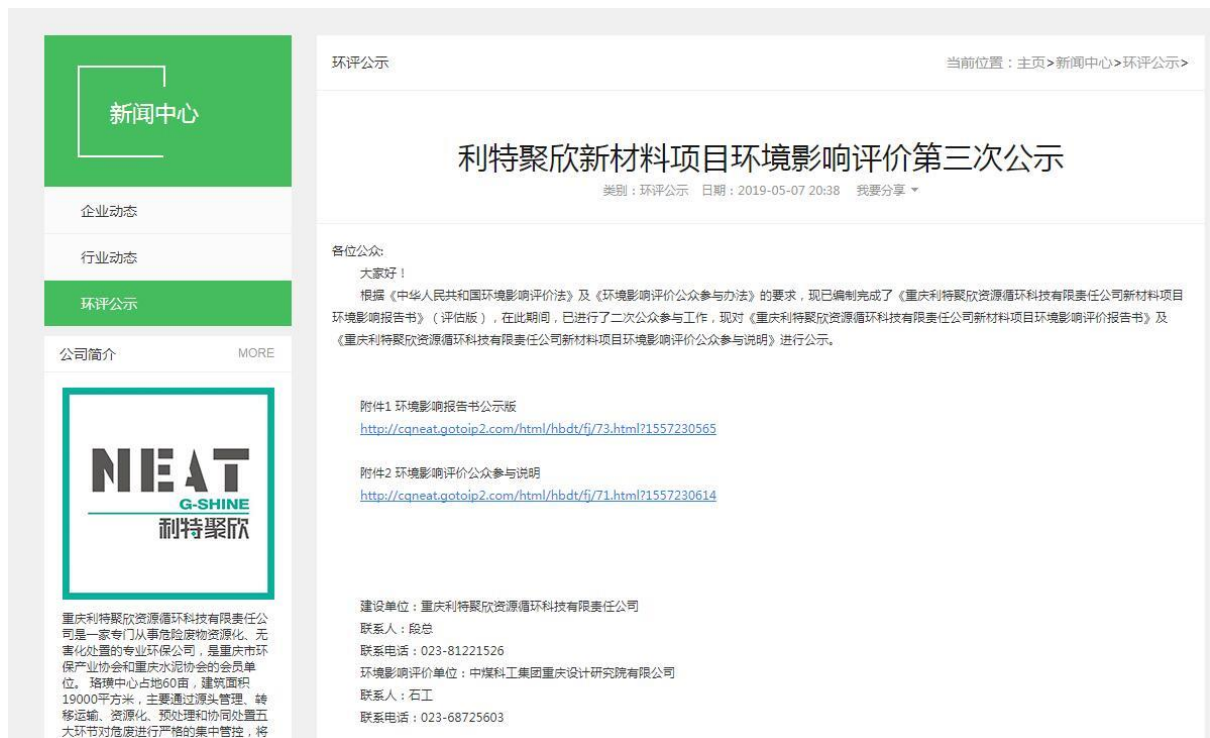 新闻中心
企业动态
行业动态
环评公示
公司简介 MORE
NEAT
G-SHINE
利特聚欣
重庆利特聚欣资源循环科技有限责任公
司是一家专门从事危险废物资源化、无
害化处置的专业环保公司，是重庆市环
保产业协会和重庆水泥协会的会员单
位。 珞璜中心占地60亩，建筑面积
19000平方米，主要通过源头管理、转
移运输、资源化、预处理和协同处置五
大环节对危废进行严格的集中管控，将
环评公示 当前位置：主页>新闻中心>环评公示>
利特聚欣新材料项目环境影响评价第三次公示
类别：环评公示 日期：2019-05-07 20:38 我要分享
各位公众:
大家好！
根据《中华人民共和国环境影响评价法》及《环境影响评价公众参与办法》的要求，现已编制完成了《重庆利特聚欣资源循环科技有限责任公司新材料项目
环境影响报告书》（评估版），在此期间，已进行了二次公众参与工作，现对《重庆利特聚欣资源循环科技有限责任公司新材料项目环境影响评价报告书》及
《重庆利特聚欣资源循环科技有限责任公司新材料项目环境影响评价公众参与说明》进行公示。
附件1 环境影响报告书公示版
http://cqneat.gotoip2.com/html/hbdt/fj/73.html?1557230565
附件2 环境影响评价公众参与说明
http://cqneat.gotoip2.com/html/hbdt/fj/71.html?1557230614
建设单位：重庆利特聚欣资源循环科技有限责任公司
联系人：段总
联系电话：023-81221526
环境影响评价单位：中煤科工集团重庆设计研究院有限公司
联系人：石工
联系电话：023-68725603